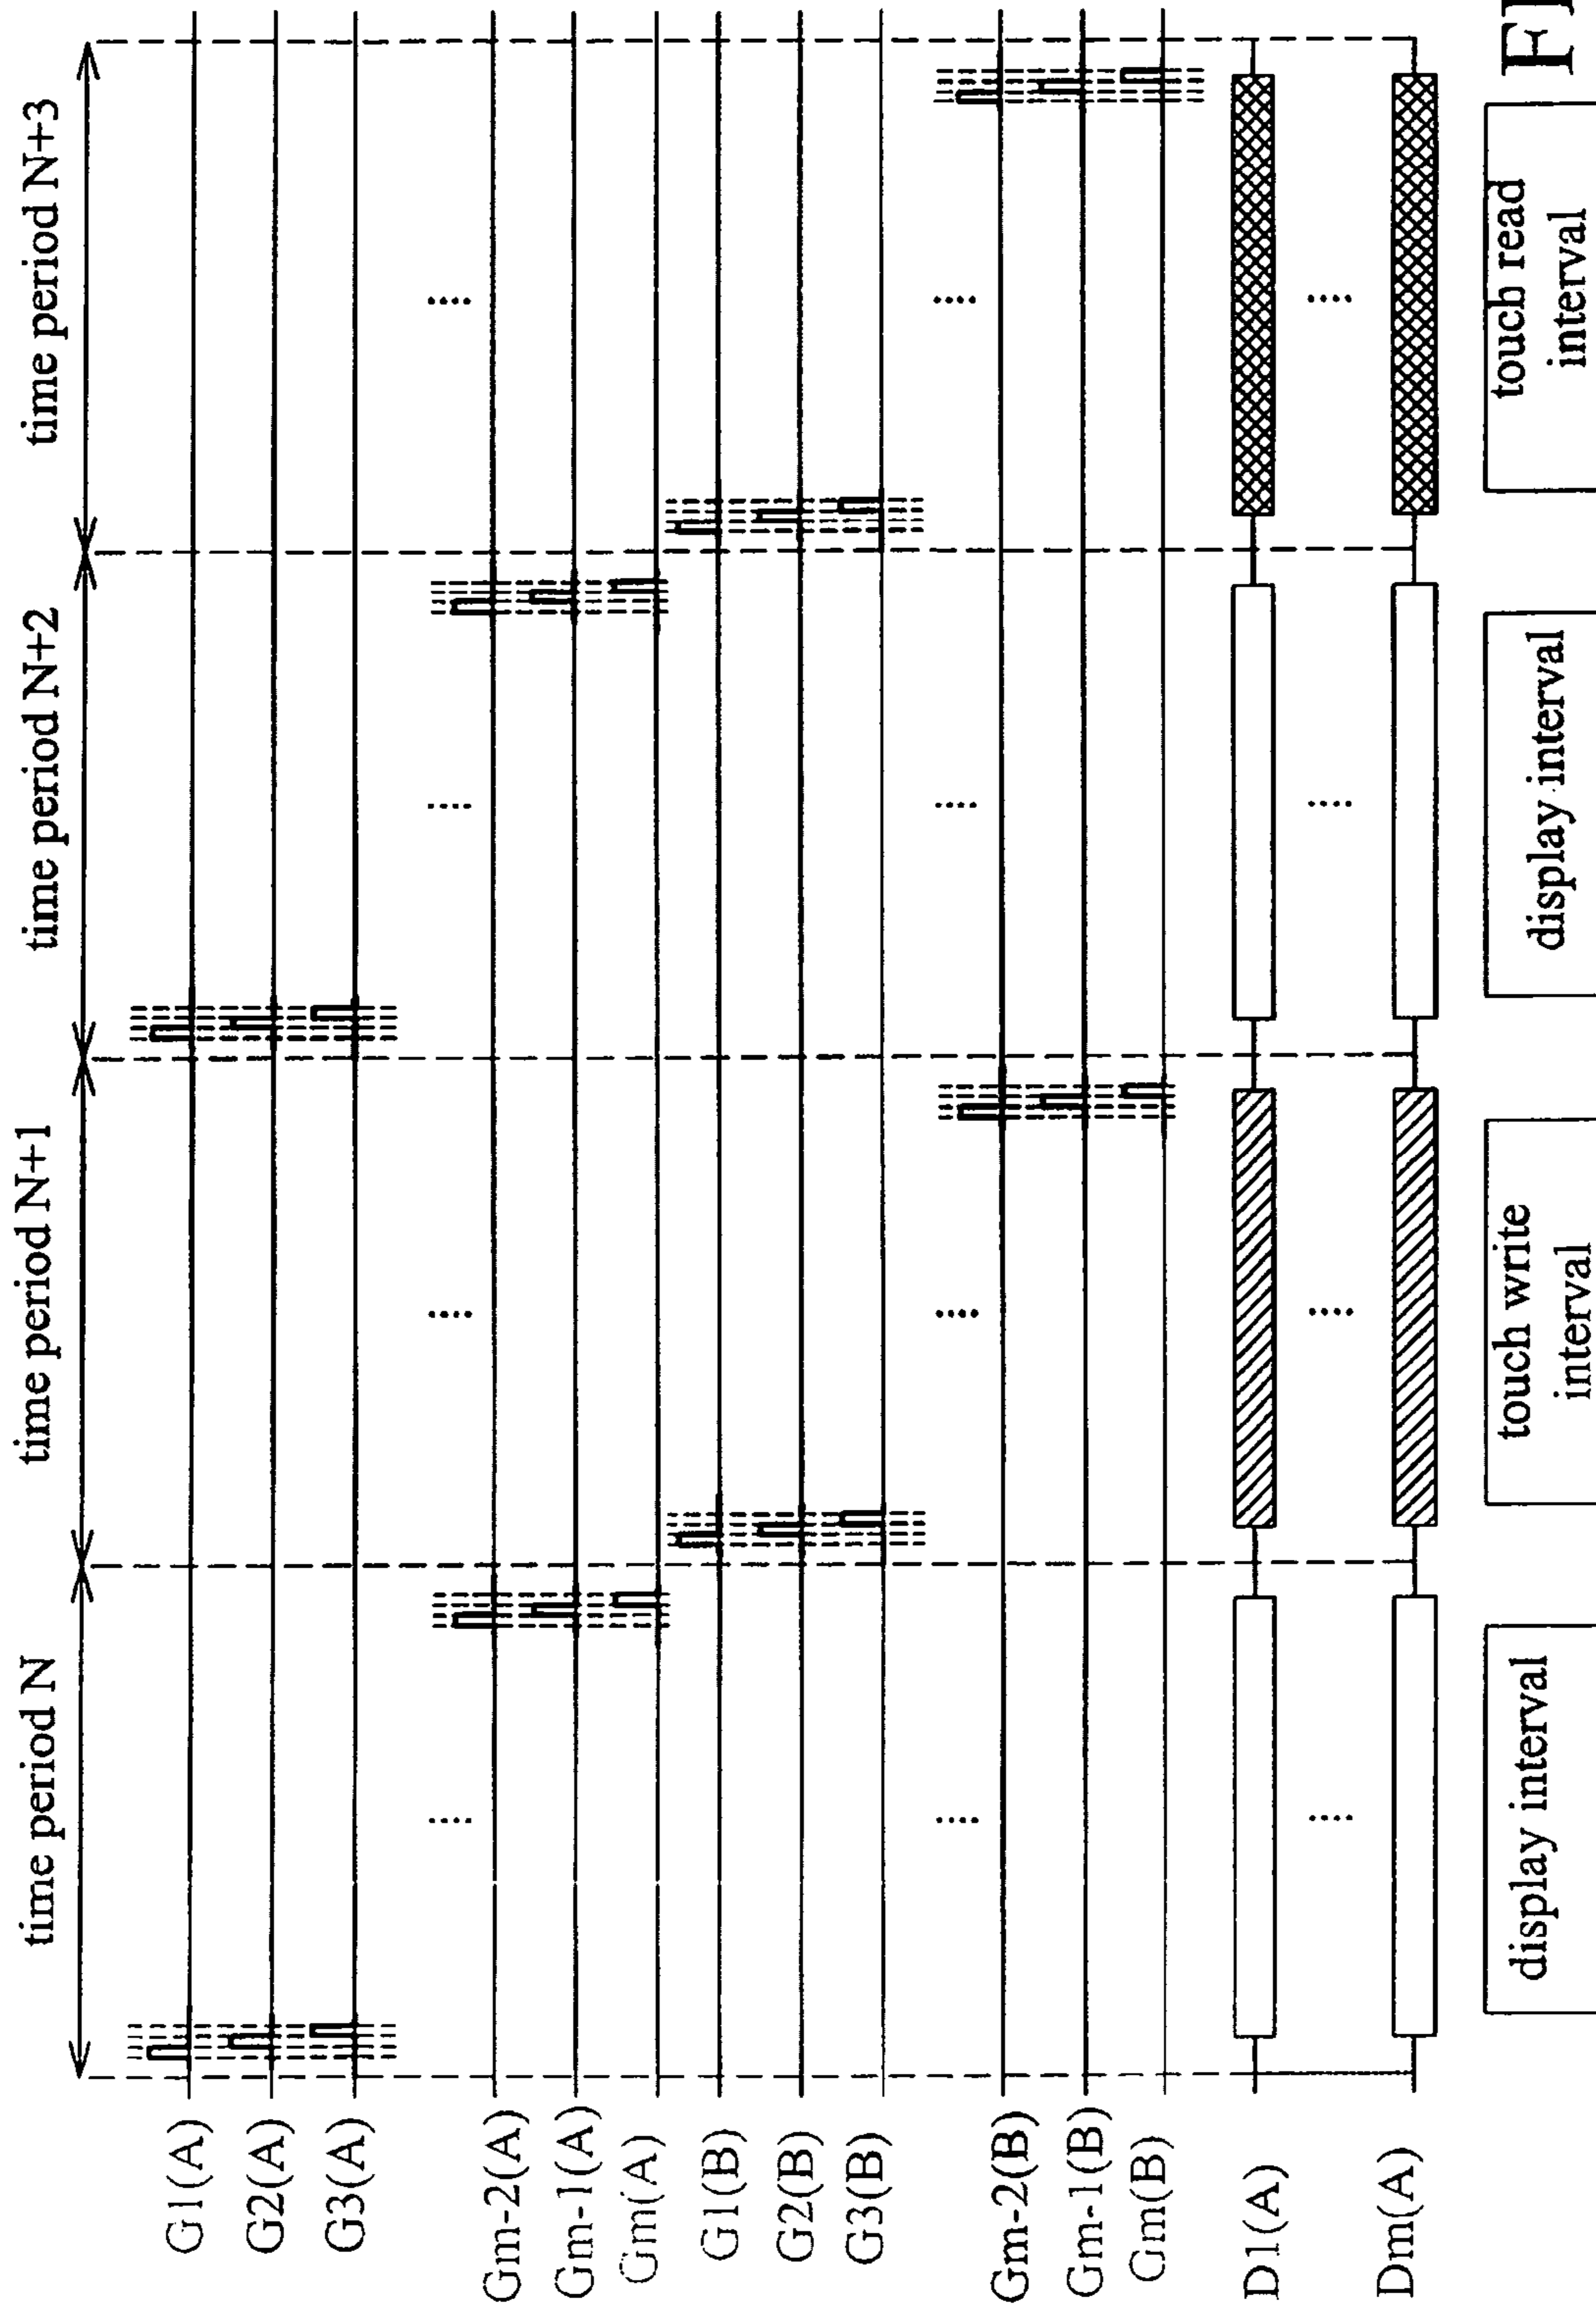 time period N
time period N+1
time period N+2
time period N+3
G1(A)
G2(A)
G3(A)
....
....
....
....
Gm-2(A)
Gm-1(A)
Gm(A)
G1(B)
G2(B)
G3(B)
....
....
....
....
Gm-2(B)
Gm-1(B)
Gm(B)
D1(A)
....
....
....
....
Dm(A)
display interval
touch write
interval
display interval
touch read
interval